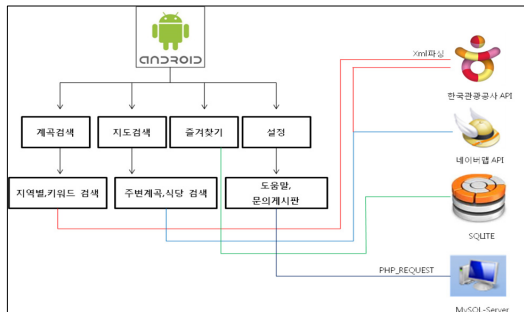 ANDROID
Xml파싱
한국관광공사 API
계곡검색
지도검색
즐겨찾기
설정
네이버맵 API
지역별,키워드 검색
주변계곡,식당 검색
도움말,
문의게시판
SQLITE
PHP_REQUEST
MySQL-Server